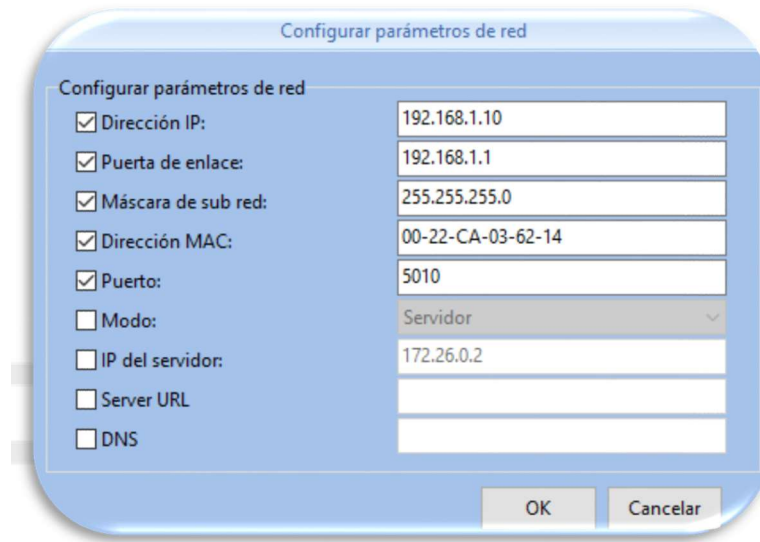 Configurar parámetros de red
Configurar parámetros de red
Dirección IP: 192.168.1.10
Puerta de enlace: 192.168.1.1
Máscara de sub red: 255.255.255.0
Dirección MAC: 00-22-CA-03-62-14
Puerto: 5010
Modo: Servidor
IP del servidor: 172.26.0.2
Server URL
DNS
OK Cancelar